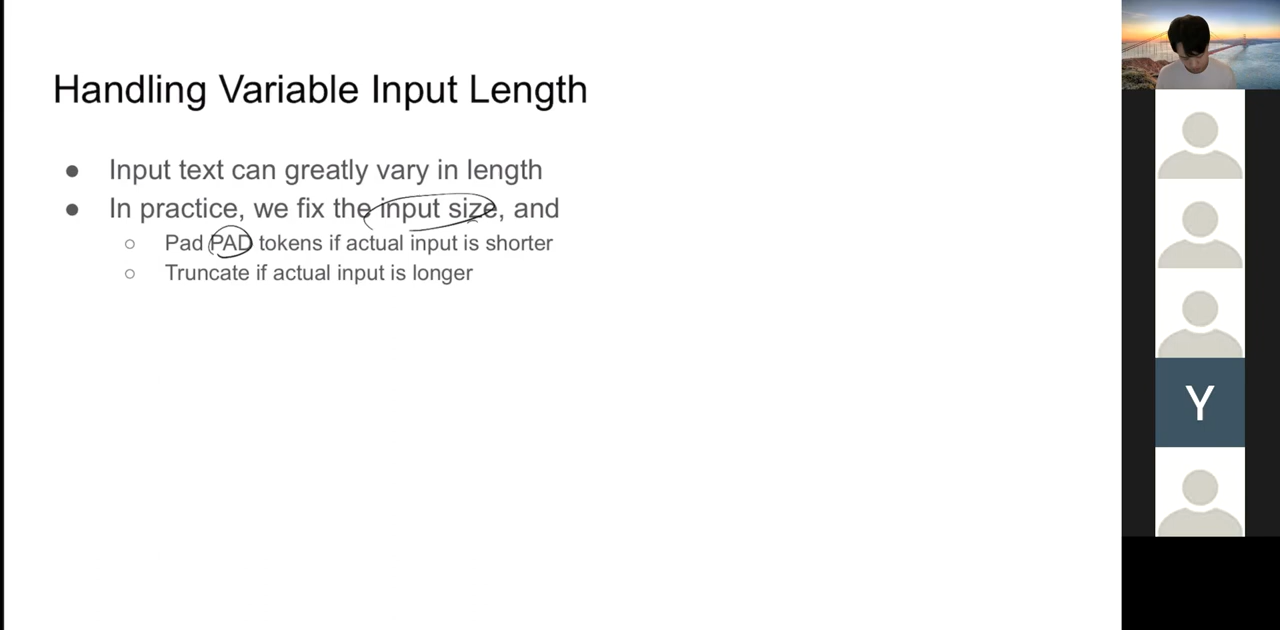 Handling Variable Input Length
● Input text can greatly vary in length
● In practice, we fix the input size, and
○ Pad PAD tokens if actual input is shorter
○ Truncate if actual input is longer
Y